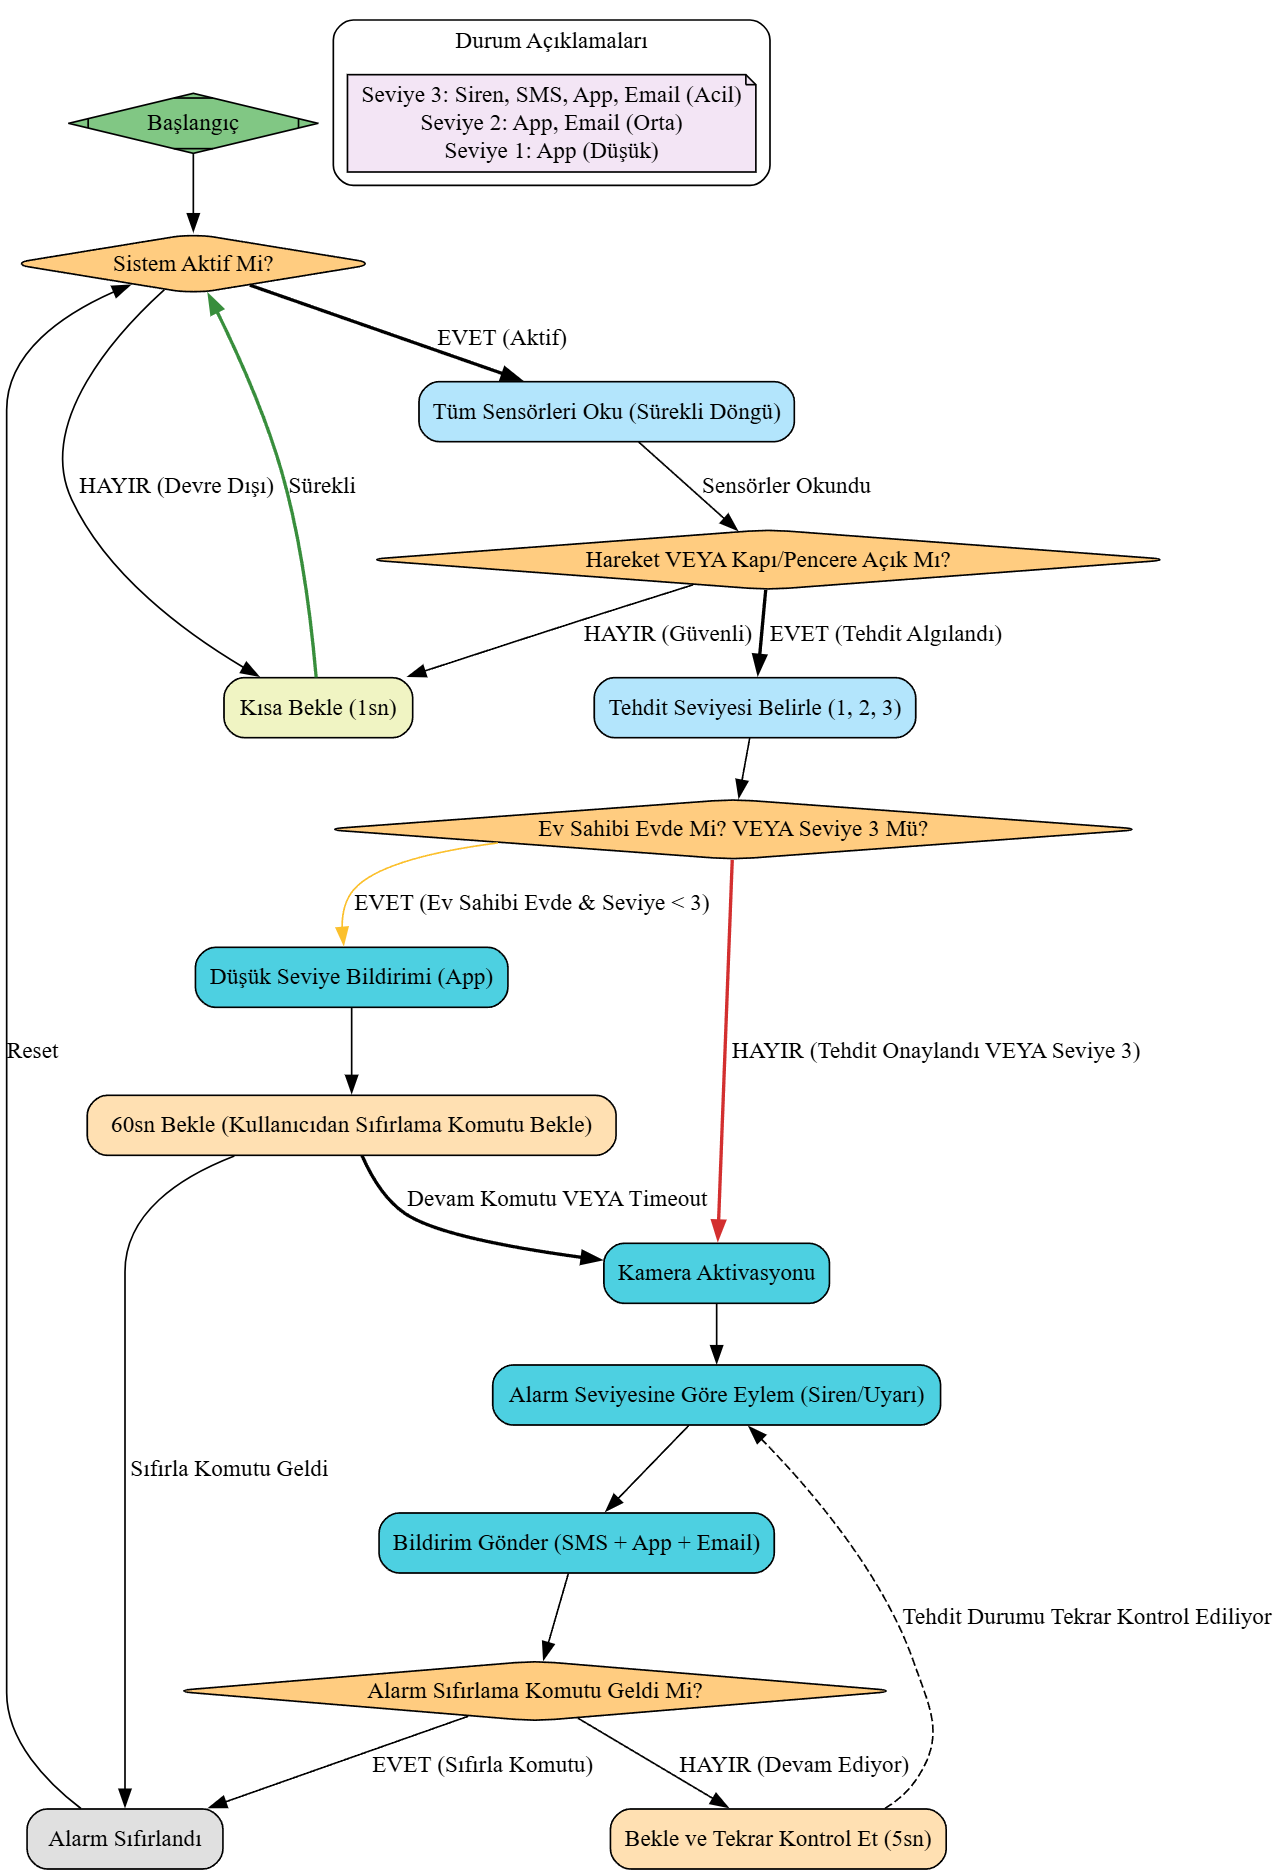 Durum Açıklamaları
Seviye 3: Siren, SMS, App, Email (Acil)
Seviye 2: App, Email (Orta)
Seviye 1: App (Düşük)
Başlangıç
Sistem Aktif Mi?
EVET (Aktif)
Tüm Sensörleri Oku (Sürekli Döngü)
HAYIR (Devre Dışı)
Sürekli
Sensörler Okundu
Hareket VEYA Kapı/Pencere Açık Mı?
HAYIR (Güvenli)
EVET (Tehdit Algılandı)
Kısa Bekle (1sn)
Tehdit Seviyesi Belirle (1, 2, 3)
Ev Sahibi Evde Mi? VEYA Seviye 3 Mü?
EVET (Ev Sahibi Evde & Seviye < 3)
Düşük Seviye Bildirimi (App)
Reset
HAYIR (Tehdit Onaylandı VEYA Seviye 3)
60sn Bekle (Kullanıcıdan Sıfırlama Komutu Bekle)
Devam Komutu VEYA Timeout
Kamera Aktivasyonu
Alarm Seviyesine Göre Eylem (Siren/Uyarı)
Sıfırla Komutu Geldi
Bildirim Gönder (SMS + App + Email)
Tehdit Durumu Tekrar Kontrol Ediliyor
Alarm Sıfırlama Komutu Geldi Mi?
EVET (Sıfırla Komutu)
HAYIR (Devam Ediyor)
Alarm Sıfırlandı
Bekle ve Tekrar Kontrol Et (5sn)